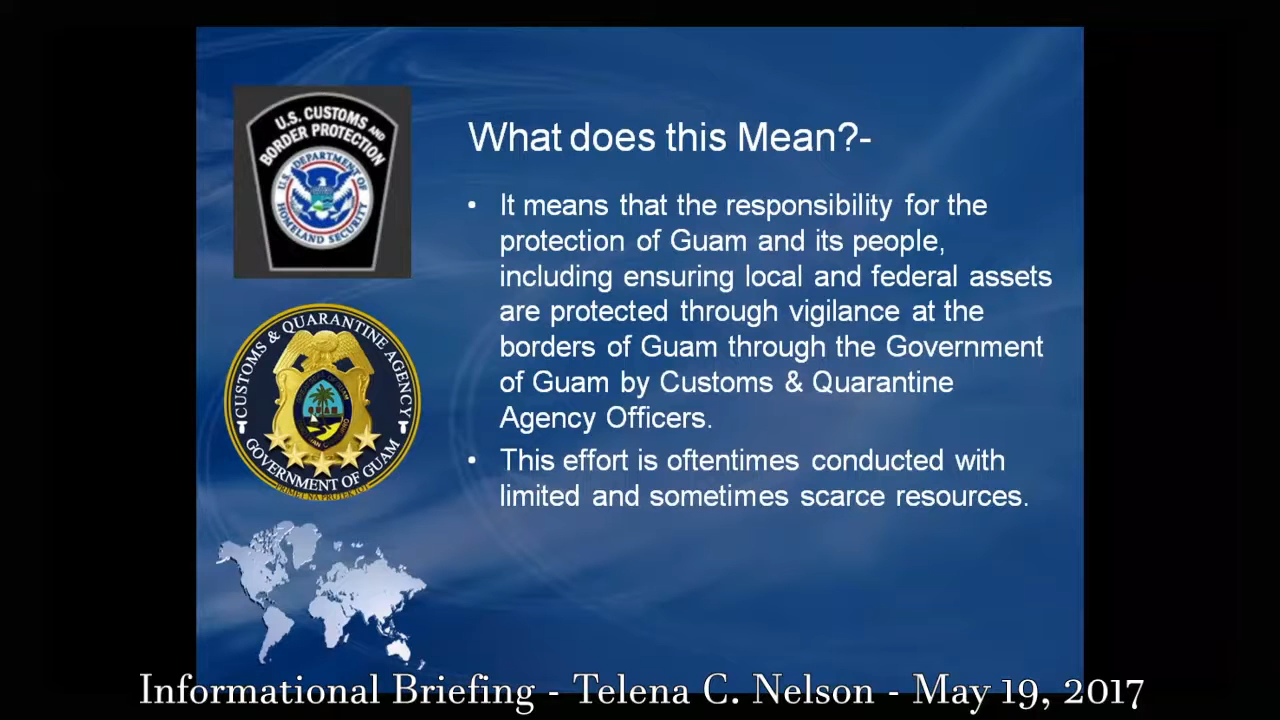 U.S. CUSTOMS AND
BORDER PROTECTION
U.S. DEPARTMENT OF
HOMELAND SECURITY
What does this Mean?-
• It means that the responsibility for the
protection of Guam and its people,
including ensuring local and federal assets
are protected through vigilance at the
borders of Guam through the Government
of Guam by Customs & Quarantine
Agency Officers.
• This effort is oftentimes conducted with
limited and sometimes scarce resources.
CUSTOMS & QUARANTINE AGENCY
GUAM
GOVERNMENT OF GUAM
Informational Briefing - Telena C. Nelson - May 19, 2017